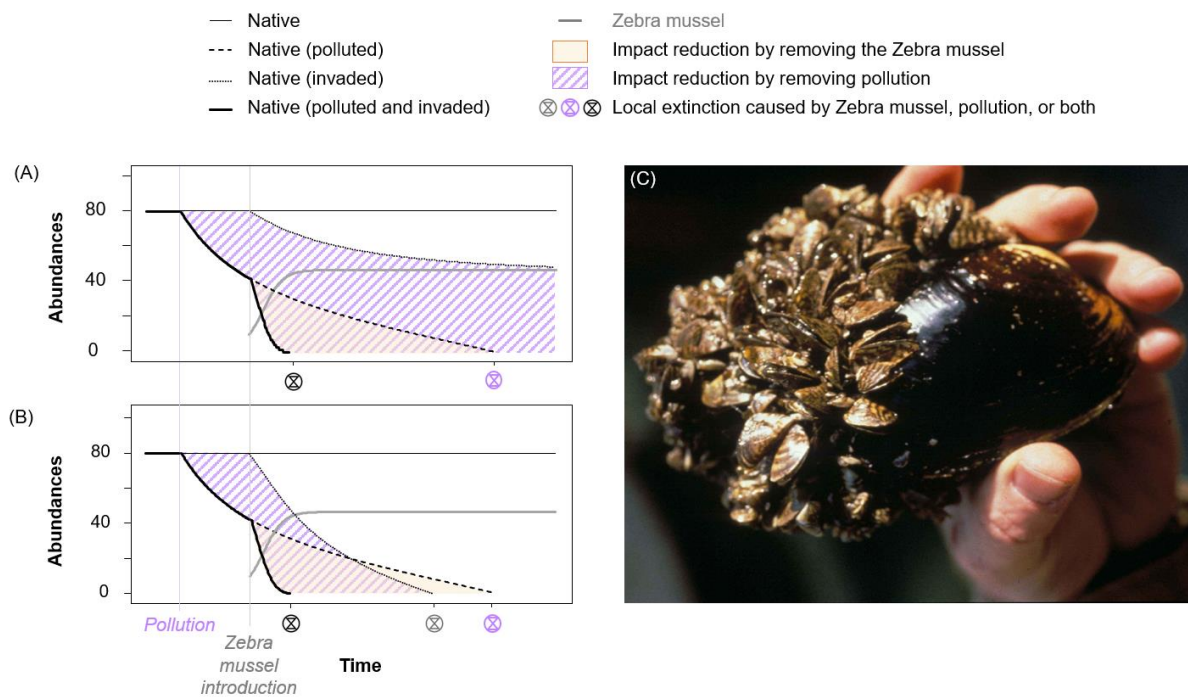 Native
Native (polluted)
Native (invaded)
Native (polluted and invaded)
Zebra mussel
Impact reduction by removing the Zebra mussel
Impact reduction by removing pollution
Local extinction caused by Zebra mussel, pollution, or both
(A)
Abundances
80
40
0
(B)
Abundances
80
40
0
Pollution
Zebra
mussel
introduction
Time
(C)